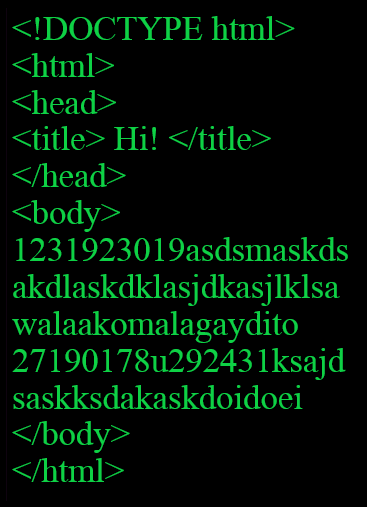 <!DOCTYPE html>
<html>
<head>
<title> Hi! </title>
</head>
<body>
1231923019asdsmaskds
akdlaskdklasjdkasjlklsa
walaakomalagaydito
27190178u292431ksajd
saskksdakaskdoidoei
</body>
</html>